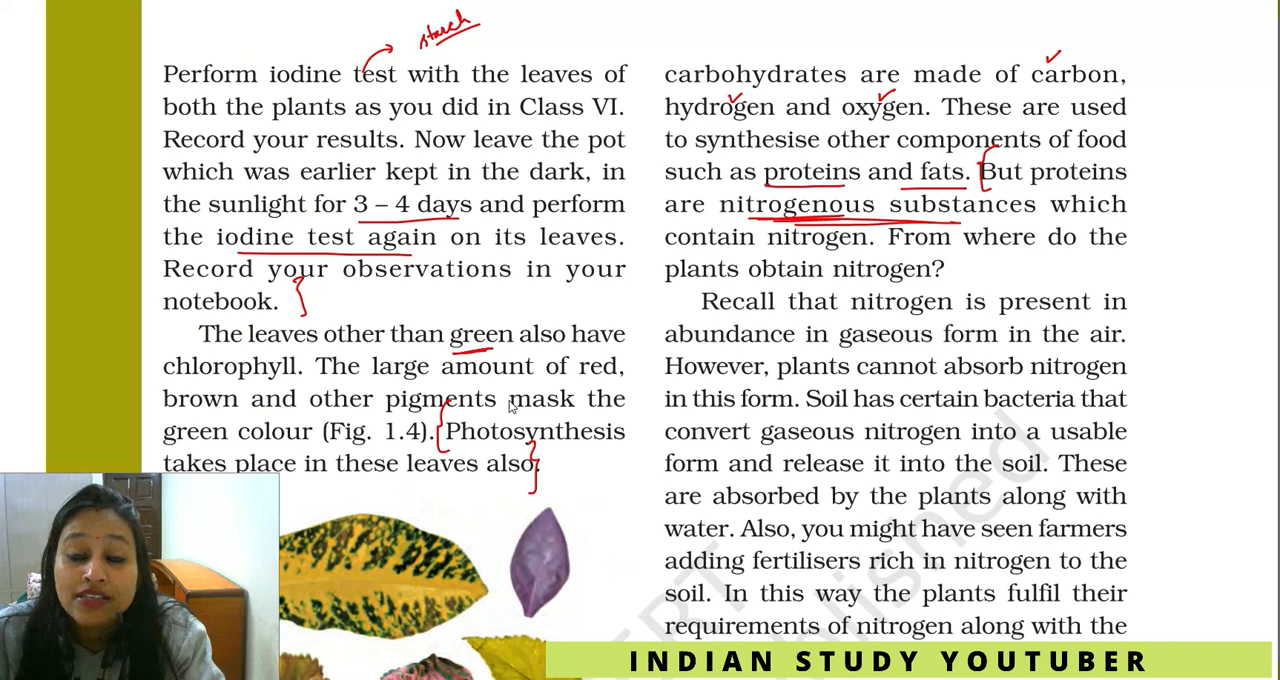 starch
Perform iodine test with the leaves of
both the plants as you did in Class VI.
Record your results. Now leave the pot
which was earlier kept in the dark, in
the sunlight for 3 – 4 days and perform
the iodine test again on its leaves.
Record your observations in your
notebook.
The leaves other than green also have
chlorophyll. The large amount of red,
brown and other pigments mask the
green colour (Fig. 1.4). Photosynthesis
takes place in these leaves also.
carbohydrates are made of carbon,
hydrogen and oxygen. These are used
to synthesise other components of food
such as proteins and fats. But proteins
are nitrogenous substances which
contain nitrogen. From where do the
plants obtain nitrogen?
Recall that nitrogen is present in
abundance in gaseous form in the air.
However, plants cannot absorb nitrogen
in this form. Soil has certain bacteria that
convert gaseous nitrogen into a usable
form and release it into the soil. These
are absorbed by the plants along with
water. Also, you might have seen farmers
adding fertilisers rich in nitrogen to the
soil. In this way the plants fulfil their
requirements of nitrogen along with the
INDIAN STUDY YOUTUBER